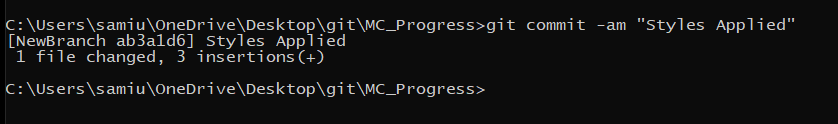 C:\Users\samiu\OneDrive\Desktop\git\MC_Progress>git commit -am "Styles Applied"
[NewBranch ab3a1d6] Styles Applied
 1 file changed, 3 insertions(+)
C:\Users\samiu\OneDrive\Desktop\git\MC_Progress>